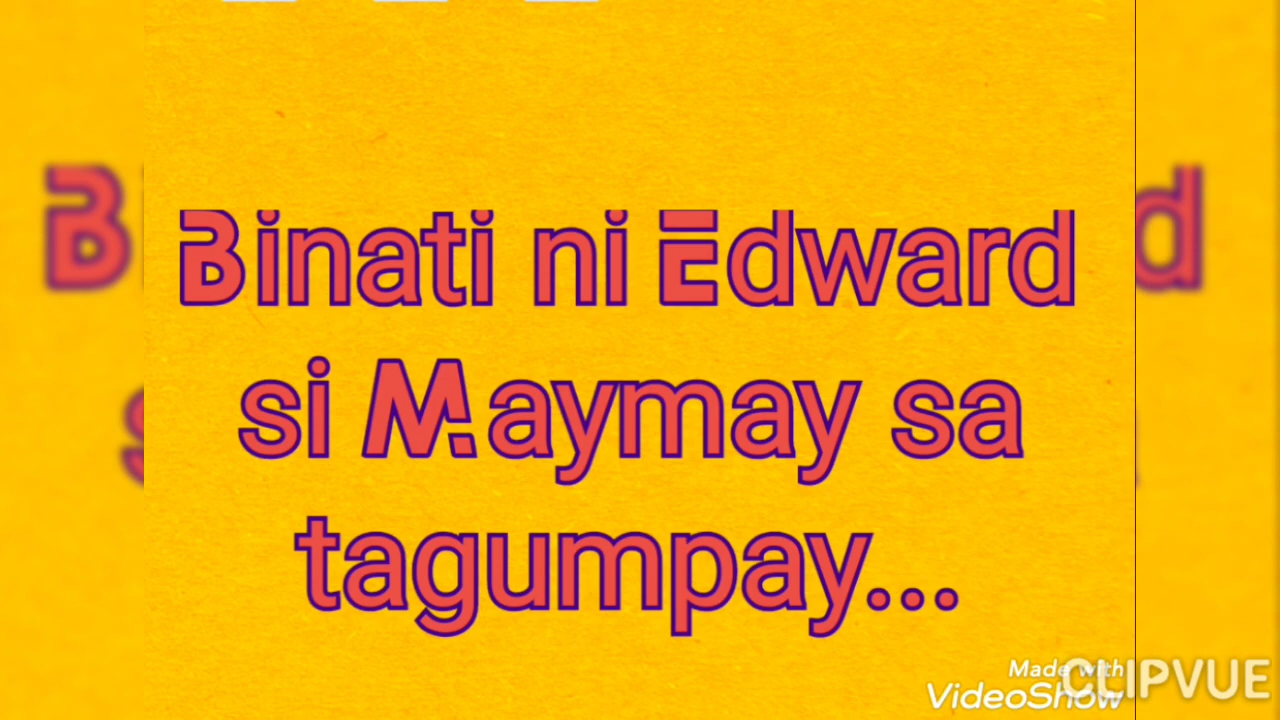 Binati ni Edward
si Maymay sa
tagumpay...
Made with
VideoShow
CLIPVUE